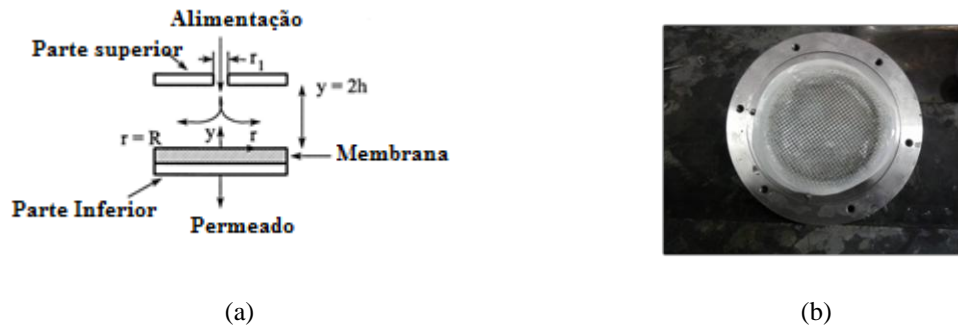 Alimentação
Parte superior
r1
y = 2h
r = R
y
r
Membrana
Parte Inferior
Permeado
(a)
(b)